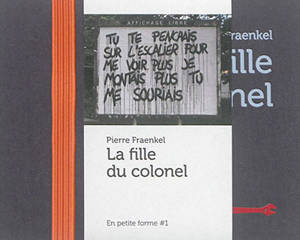 AFFICHAGE LIBRE
TU TE PENCHAIS
SUR L'ESCALIER POUR
ME VOIR PLUS JE
MONTAIS PLUS TU
ME SOURIAIS
Pierre Fraenkel
La fille
du colonel
En petite forme #1
Fraenkel
fille
nel